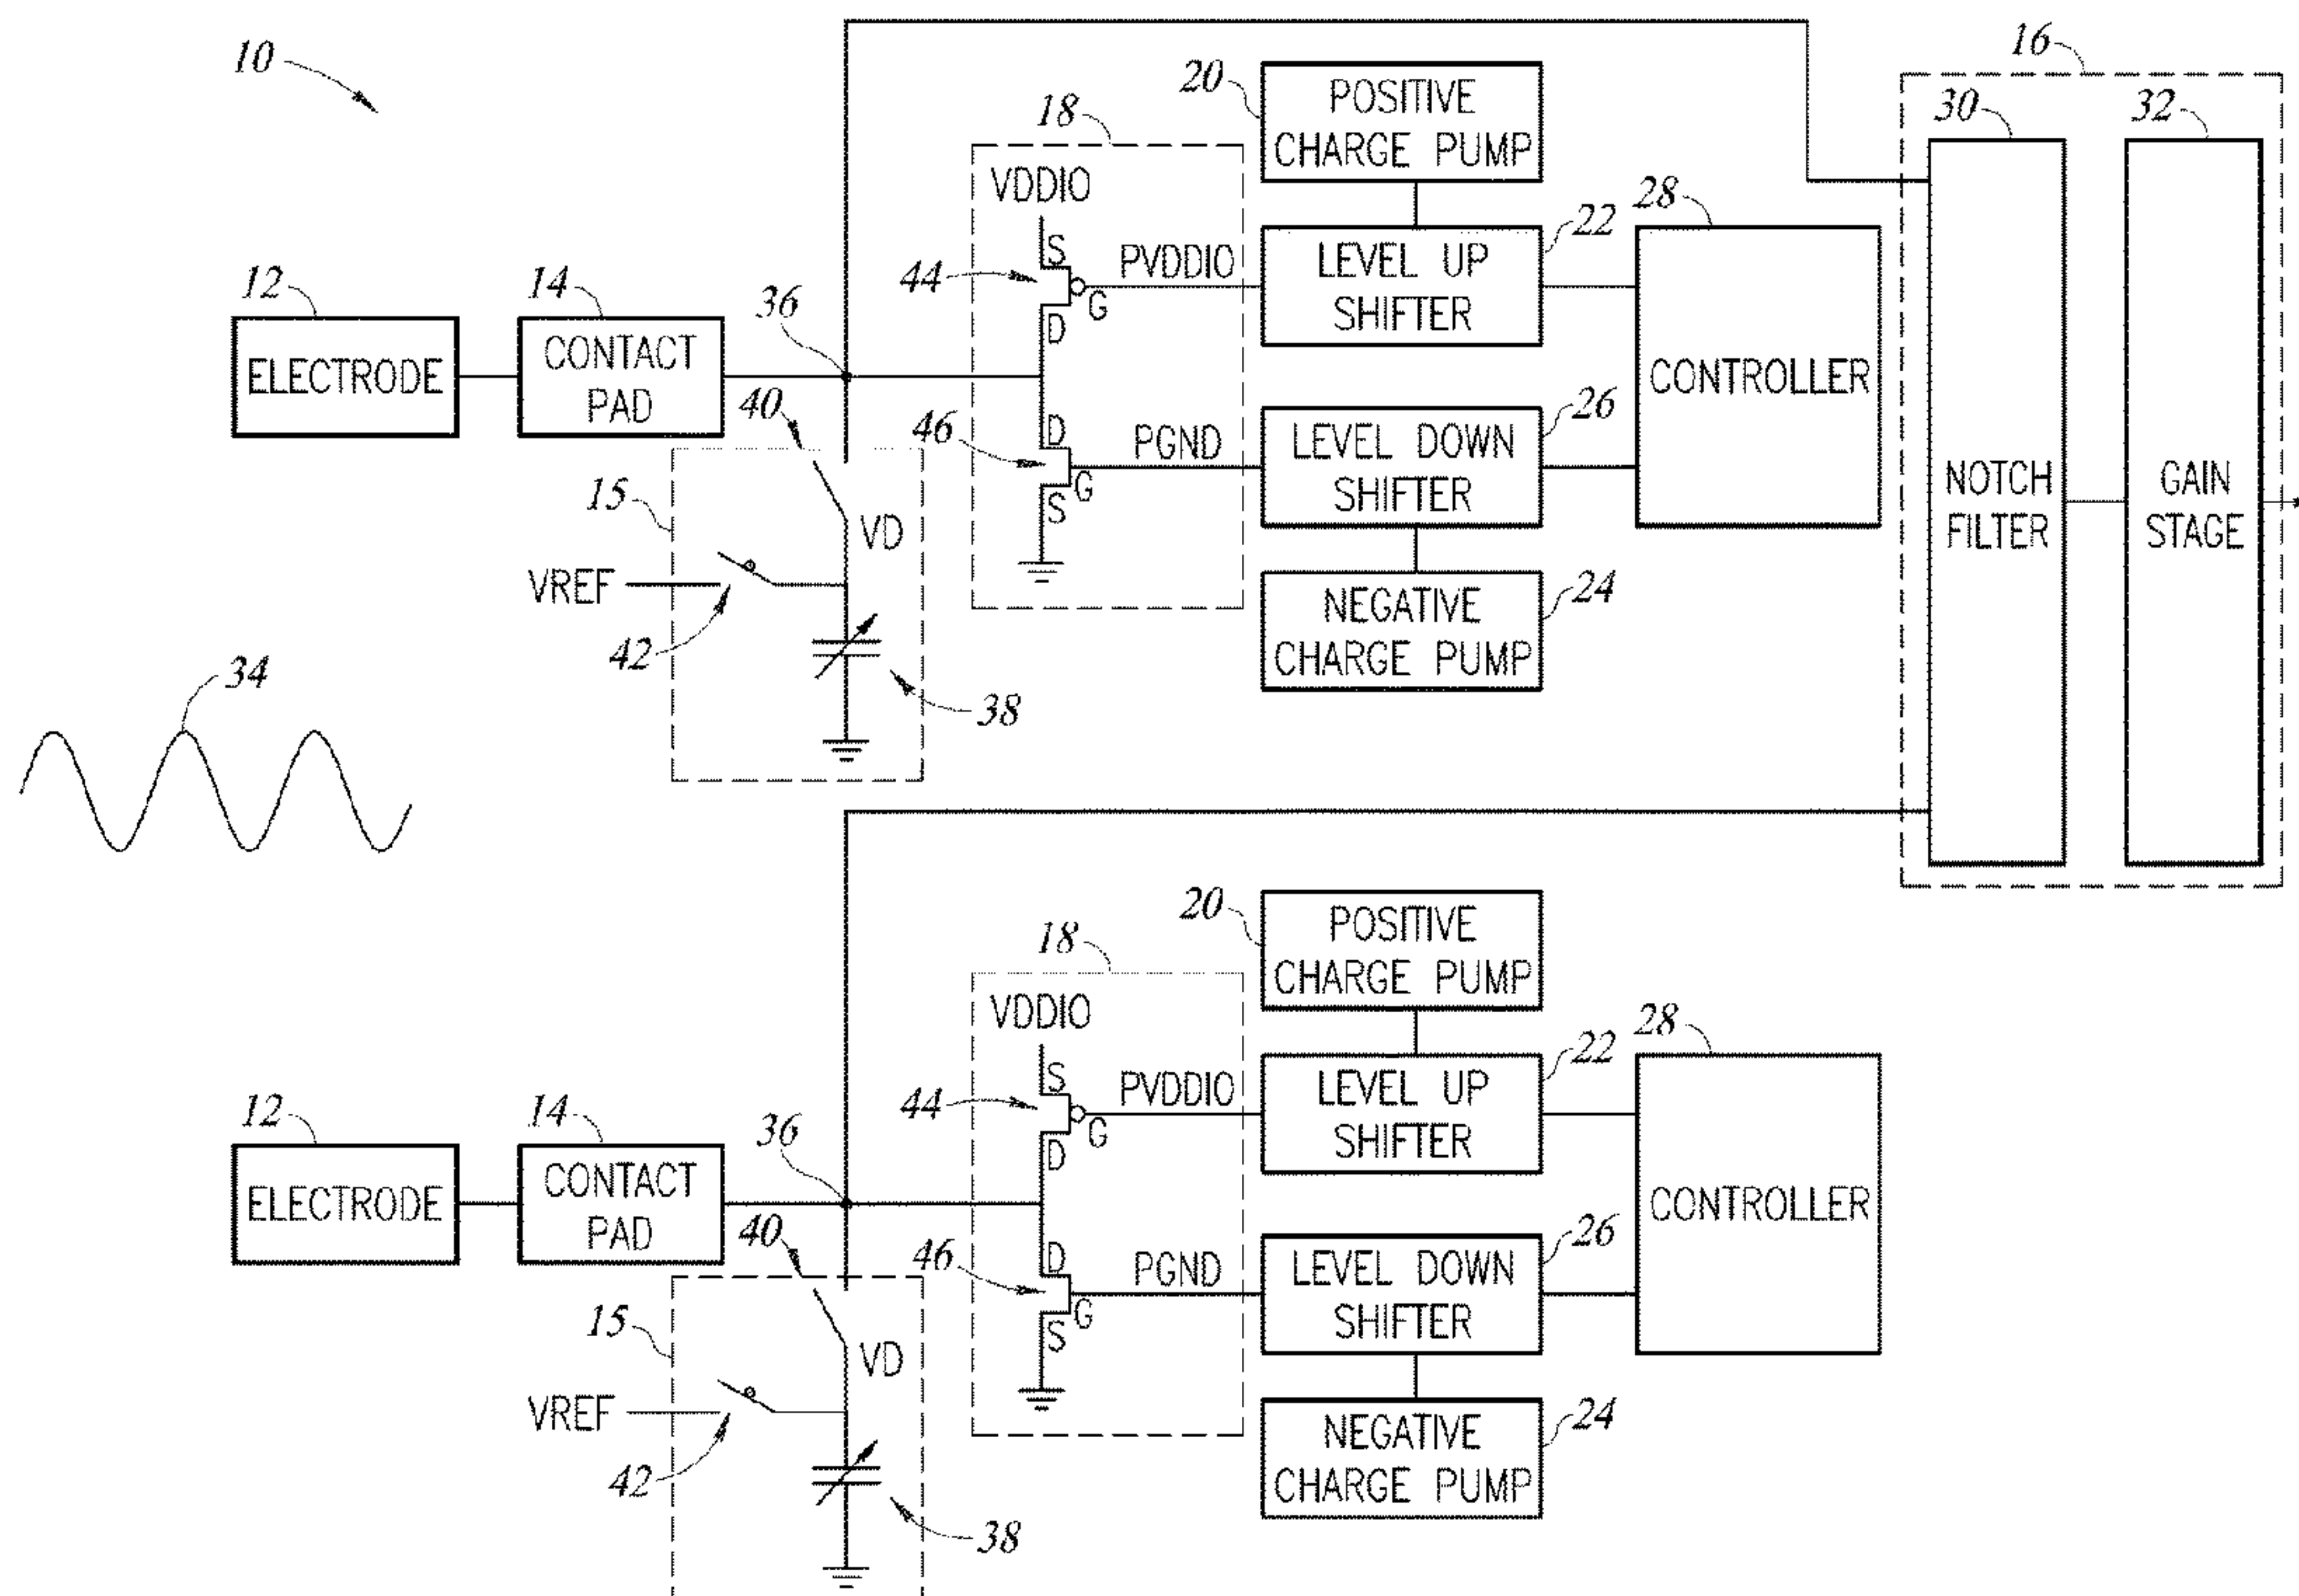 10
16
20
POSITIVE
CHARGE PUMP
30
32
18
VDDIO
28
22
S
PVDDIO
LEVEL UP
SHIFTER
44
G
12
14
36
D
ELECTRODE
CONTACT
PAD
CONTROLLER
40
26
46
D
PGND
LEVEL DOWN
SHIFTER
NOTCH
FILTER
GAIN
STAGE
15
G
S
VD
VREF
24
NEGATIVE
CHARGE PUMP
42
34
38
20
POSITIVE
CHARGE PUMP
18
VDDIO
28
22
S
PVDDIO
LEVEL UP
SHIFTER
44
G
12
14
36
D
ELECTRODE
CONTACT
PAD
CONTROLLER
40
26
46
D
PGND
LEVEL DOWN
SHIFTER
15
G
S
VD
VREF
24
NEGATIVE
CHARGE PUMP
42
38